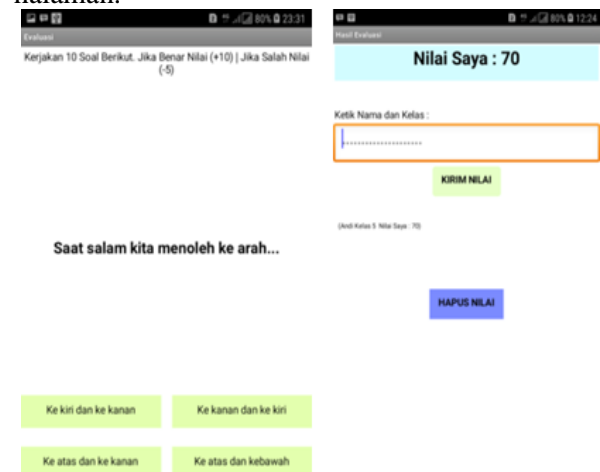 halaman.
80% 23:31
Evaluasi
Kerjakan 10 Soal Berikut. Jika Benar Nilai (+10) | Jika Salah Nilai
(-5)
Saat salam kita menoleh ke arah...
Ke kiri dan ke kanan
Ke kanan dan ke kiri
Ke atas dan ke kanan
Ke atas dan kebawah
80% 12:24
Hasil Evaluasi
Nilai Saya : 70
Ketik Nama dan Kelas :
--------------------
KIRIM NILAI
(Andi Kelas 5 Nilai Saya : 70)
HAPUS NILAI